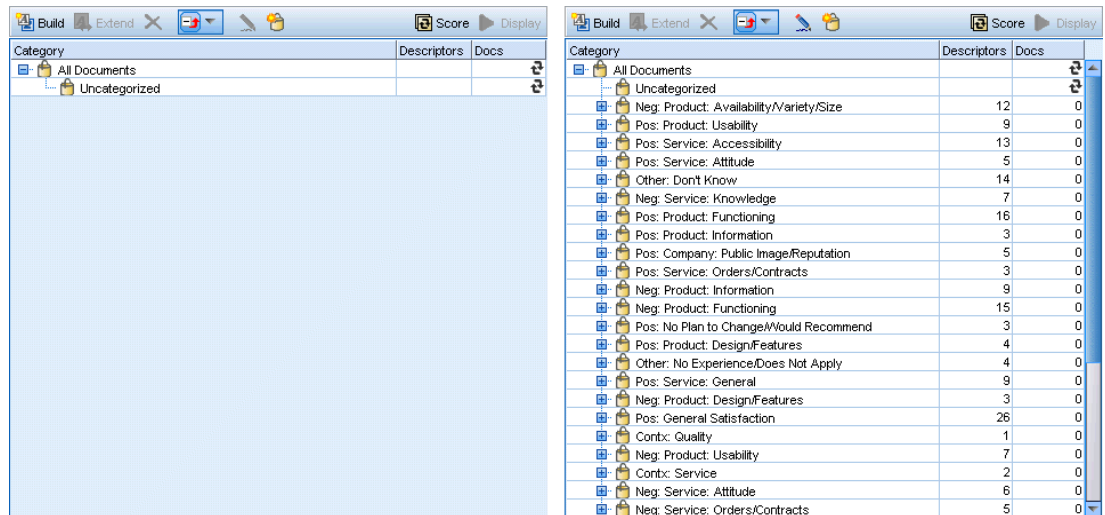 Build Extend Score Display
Category Descriptors Docs
All Documents
Uncategorized
Build Extend Score Display
Category Descriptors Docs
All Documents
Uncategorized
Neg: Product: Availability/Variety/Size 12 0
Pos: Product: Usability 9 0
Pos: Service: Accessibility 13 0
Pos: Service: Attitude 5 0
Other: Don't Know 14 0
Neg: Service: Knowledge 7 0
Pos: Product: Functioning 16 0
Pos: Product: Information 3 0
Pos: Company: Public Image/Reputation 5 0
Pos: Service: Orders/Contracts 3 0
Neg: Product: Information 9 0
Neg: Product: Functioning 15 0
Pos: No Plan to Change/Would Recommend 3 0
Pos: Product: Design/Features 4 0
Other: No Experience/Does Not Apply 4 0
Pos: Service: General 9 0
Neg: Product: Design/Features 3 0
Pos: General Satisfaction 26 0
Contx: Quality 1 0
Neg: Product: Usability 7 0
Contx: Service 2 0
Neg: Service: Attitude 6 0
Neg: Service: Orders/Contracts 5 0